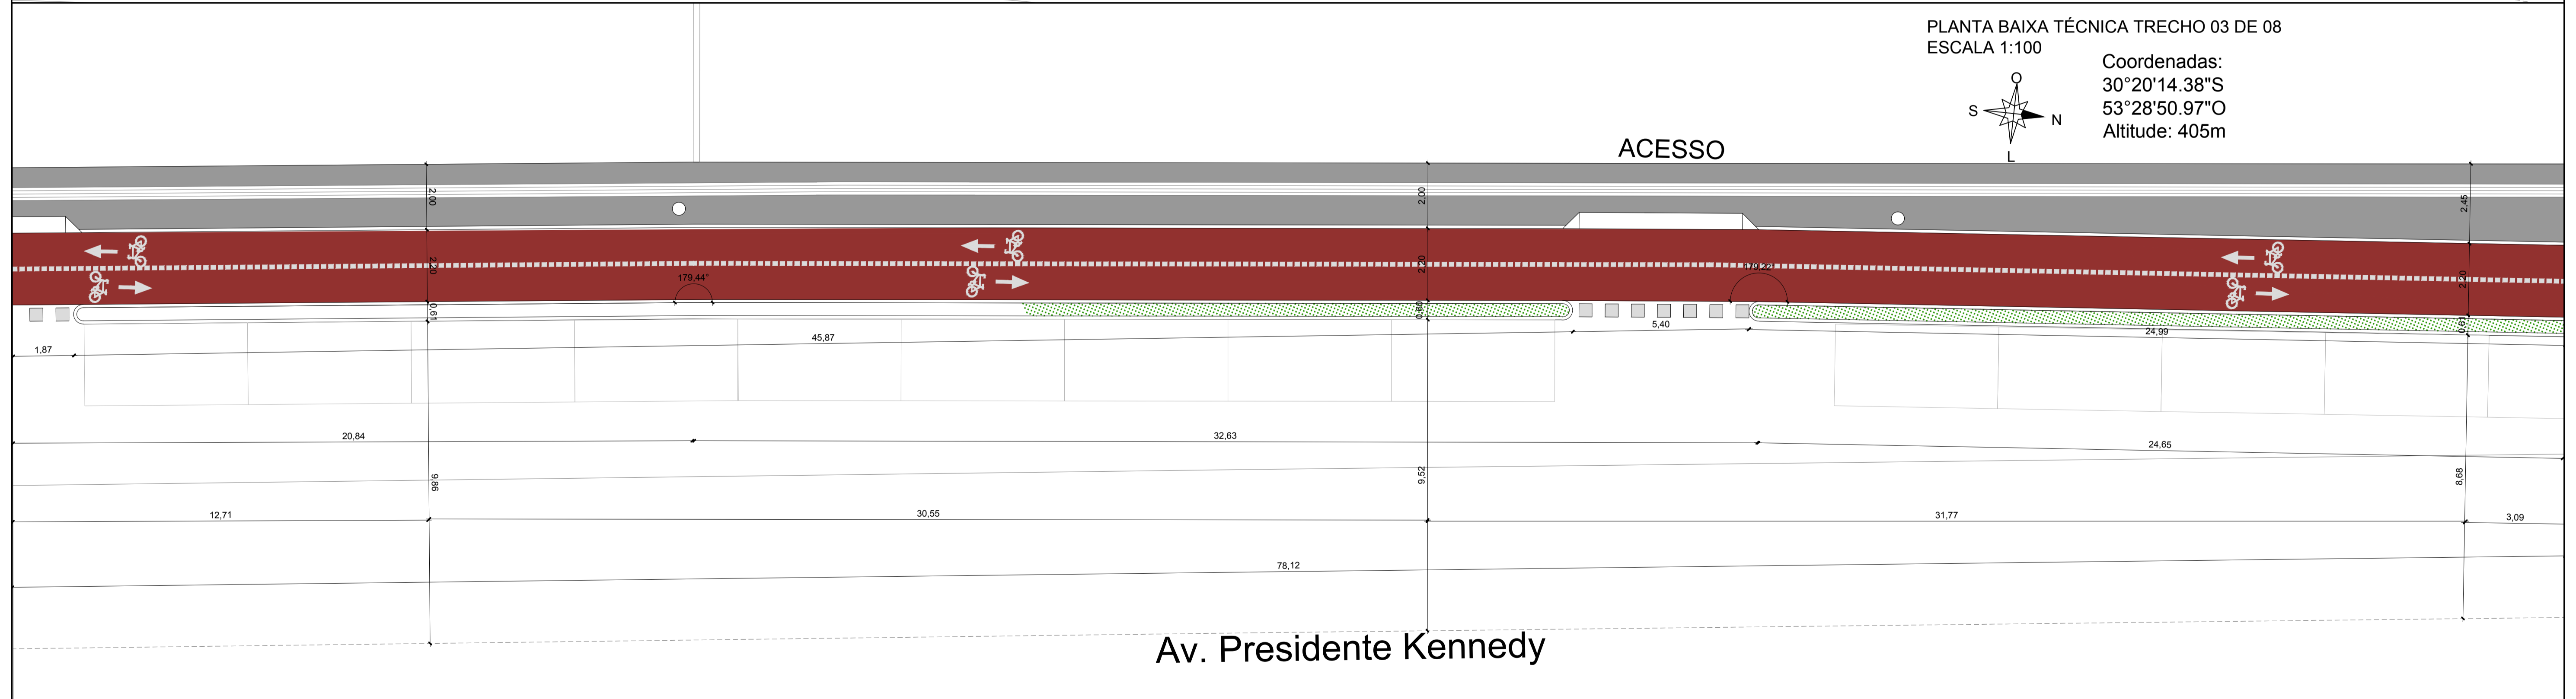 PLANTA BAIXA TÉCNICA TRECHO 03 DE 08
ESCALA 1:100
Coordenadas:
30°20'14.38"S
53°28'50.97"O
Altitude: 405m
O
S
N
L
ACESSO
2,00
2,00
2,45
2,20
179,44°
2,20
2,20
0,61
0,60
0,61
1,87
45,87
5,40
24,99
20,84
32,63
24,65
9,86
9,52
8,68
12,71
30,55
31,77
3,09
78,12
Av. Presidente Kennedy